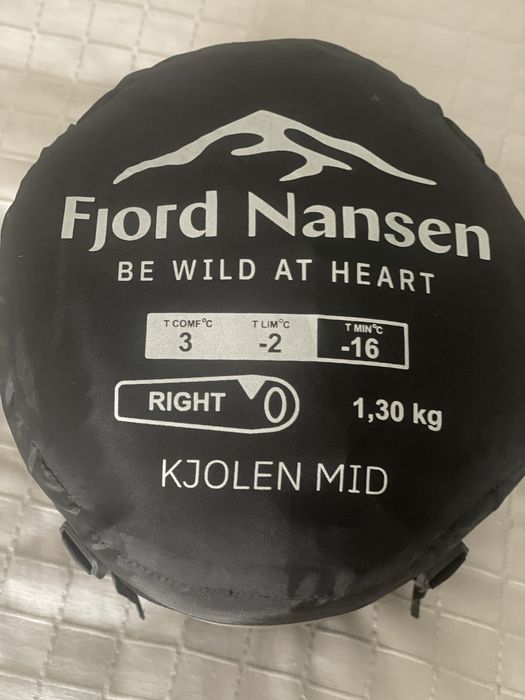 Fjord Nansen
BE WILD AT HEART
T COMF°C T LIM°C T MIN°C
3 -2 -16
RIGHT 1,30 kg
KJOLEN MID